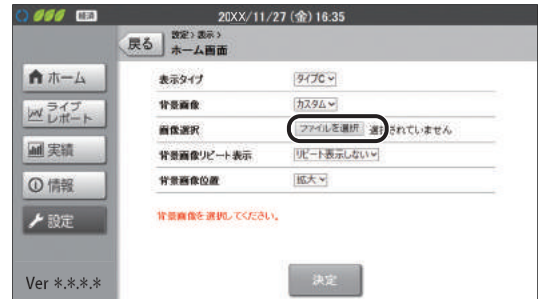 経済 20XX/11/27 (金) 16:35
戻る
設定> 表示>
ホーム画面
ホーム
ライブ
レポート
実績
情報
設定
Ver *.*.*.*
表示タイプ タイプC
背景画像 カスタム
画像選択 ファイルを選択 選択されていません
背景画像リピート表示 リピート表示しない
背景画像位置 拡大
背景画像を選択してください。
決定